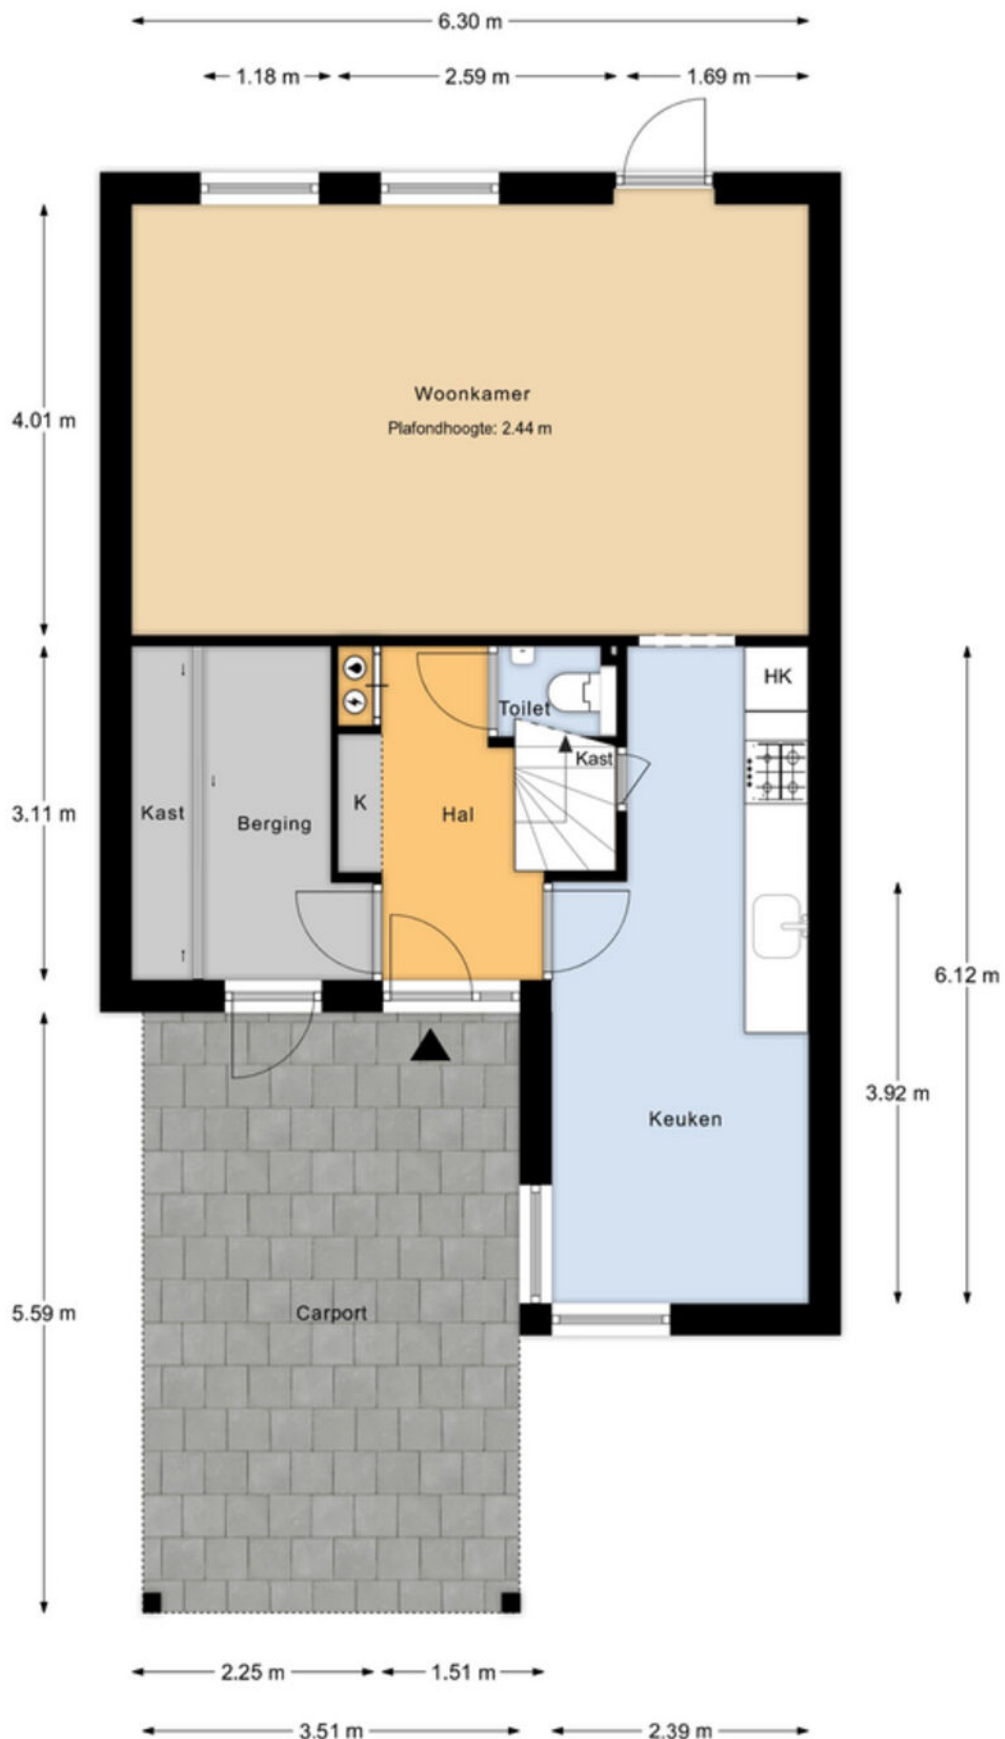 6.30 m
1.18 m
2.59 m
1.69 m
4.01 m
Woonkamer
Plafondhoogte: 2.44 m
HK
Toilet
Kast
3.11 m
Kast
Berging
K
Hal
6.12 m
3.92 m
Keuken
5.59 m
Carport
2.25 m
1.51 m
3.51 m
2.39 m